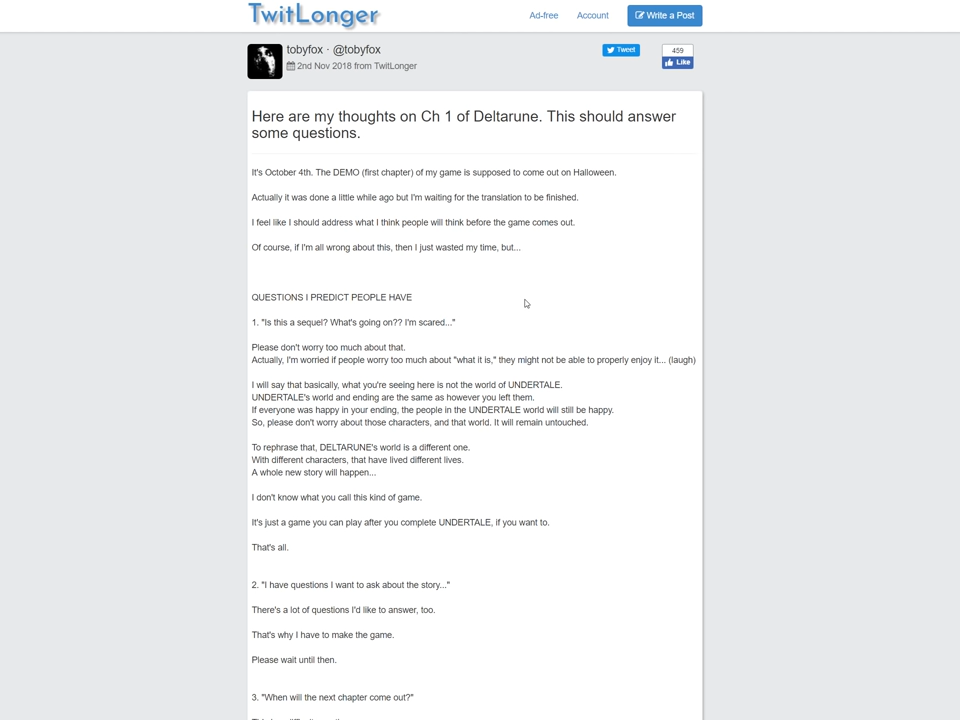 TwitLonger
Ad-free
Account
Write a Post
tobyfox · @tobyfox
2nd Nov 2018 from TwitLonger
Tweet
459
Like
Here are my thoughts on Ch 1 of Deltarune. This should answer
some questions.
It's October 4th. The DEMO (first chapter) of my game is supposed to come out on Halloween.
Actually it was done a little while ago but I'm waiting for the translation to be finished.
I feel like I should address what I think people will think before the game comes out.
Of course, if I'm all wrong about this, then I just wasted my time, but...
QUESTIONS I PREDICT PEOPLE HAVE
1. "Is this a sequel? What's going on?? I'm scared..."
Please don't worry too much about that.
Actually, I'm worried if people worry too much about "what it is," they might not be able to properly enjoy it... (laugh)
I will say that basically, what you're seeing here is not the world of UNDERTALE.
UNDERTALE's world and ending are the same as however you left them.
If everyone was happy in your ending, the people in the UNDERTALE world will still be happy.
So, please don't worry about those characters, and that world. It will remain untouched.
To rephrase that, DELTARUNE's world is a different one.
With different characters, that have lived different lives.
A whole new story will happen...
I don't know what you call this kind of game.
It's just a game you can play after you complete UNDERTALE, if you want to.
That's all.
2. "I have questions I want to ask about the story..."
There's a lot of questions I'd like to answer, too.
That's why I have to make the game.
Please wait until then.
3. "When will the next chapter come out?"